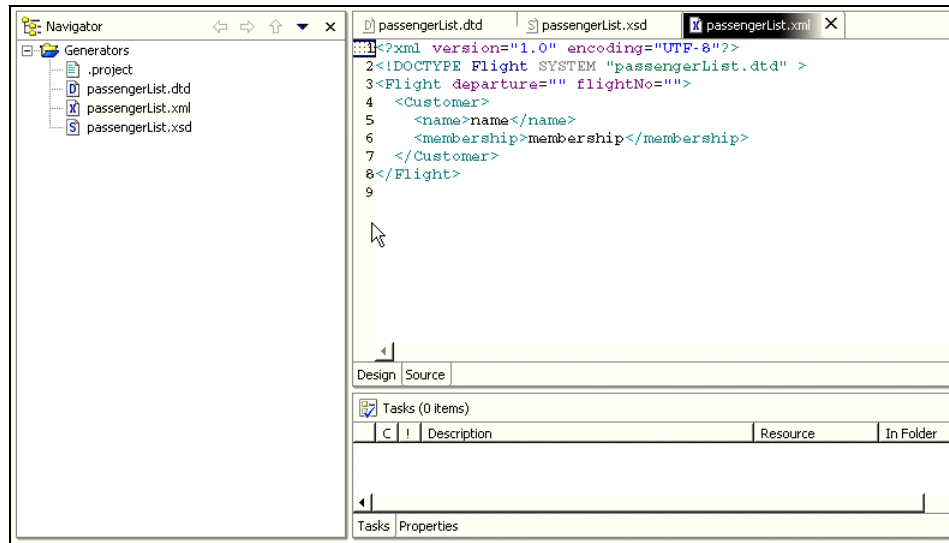 Navigator
Generators
.project
passengerList.dtd
passengerList.xml
passengerList.xsd
passengerList.dtd passengerList.xsd passengerList.xml
1<?xml version="1.0" encoding="UTF-8"?>
2<!DOCTYPE Flight SYSTEM "passengerList.dtd" >
3<Flight departure="" flightNo="">
4 <Customer>
5 <name>name</name>
6 <membership>membership</membership>
7 </Customer>
8</Flight>
9
Design Source
Tasks (0 items)
C ! Description Resource In Folder
Tasks Properties